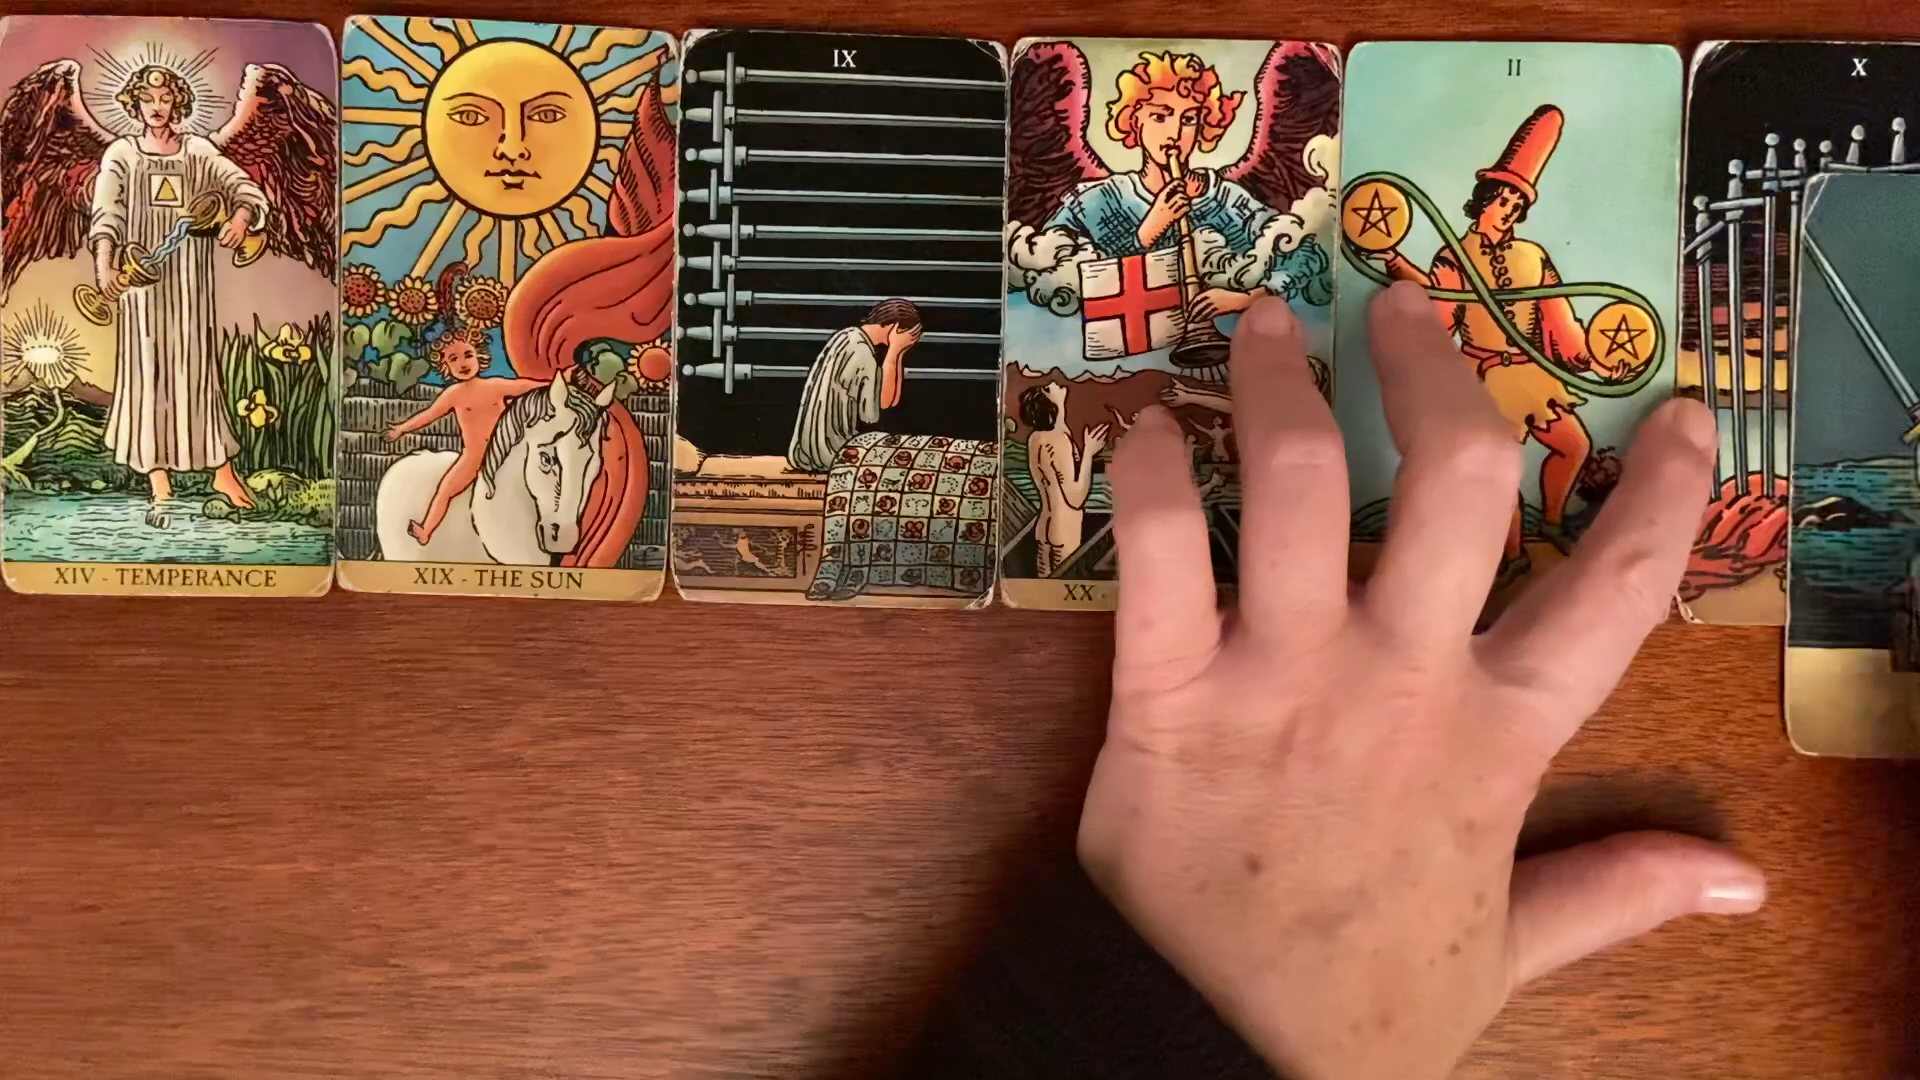 XIV - TEMPERANCE
XIX - THE SUN
IX
XX -
II
X